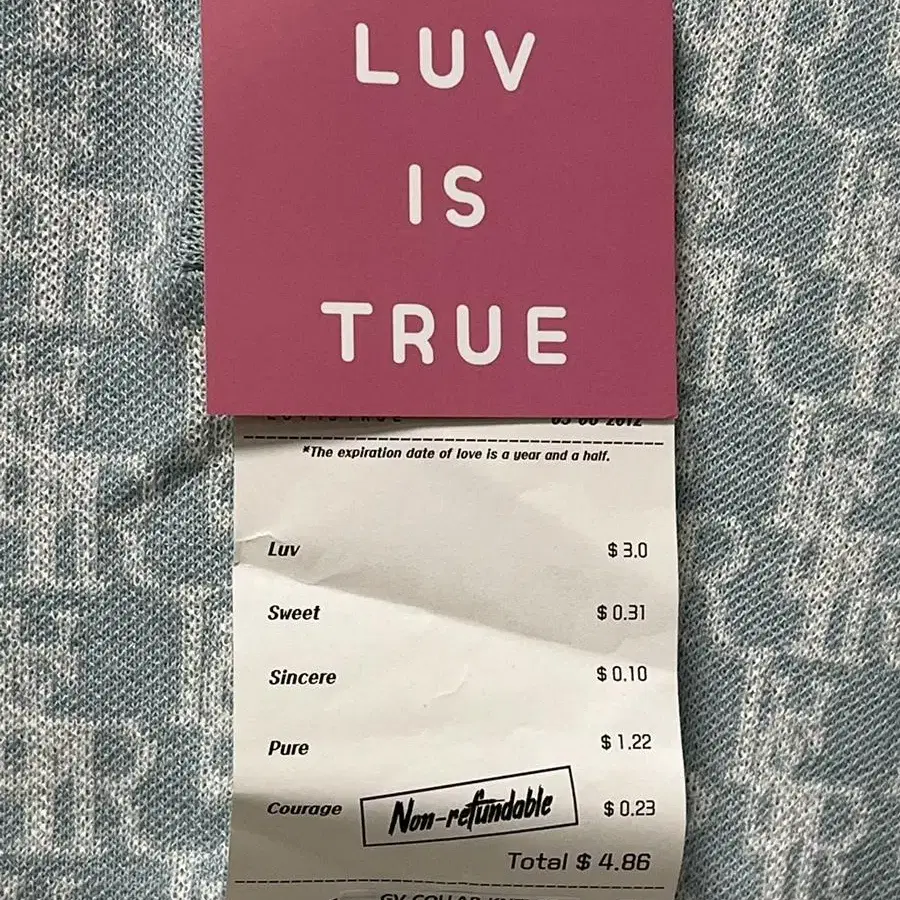 LUV
IS
TRUE
LUVISTRUE
*The expiration date of love is a year and a half.
Luv $ 3.0
Sweet $ 0.31
Sincere $ 0.10
Pure $ 1.22
Courage Non-refundable $ 0.23
Total $ 4.86